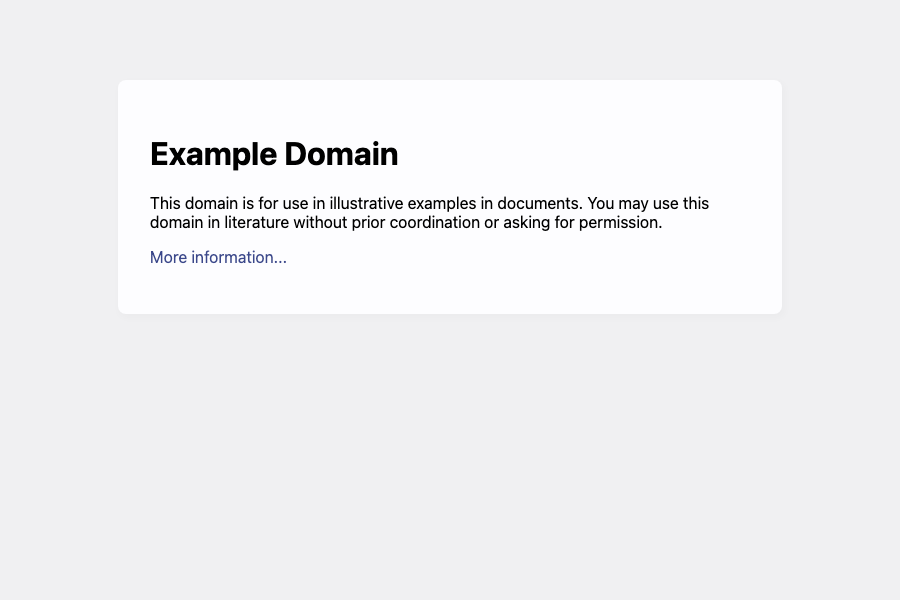 Example Domain
This domain is for use in illustrative examples in documents. You may use this
domain in literature without prior coordination or asking for permission.
More information...